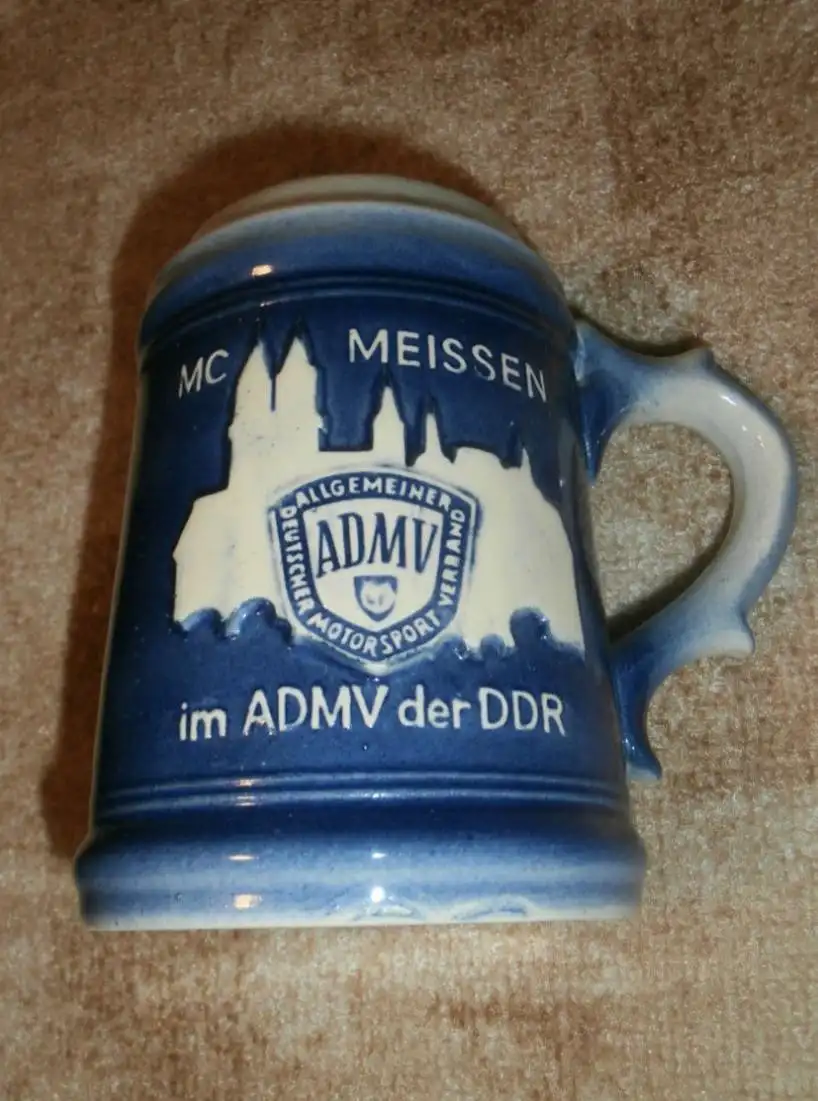 MC MEISSEN
ALLGEMEINER
DEUTSCHER MOTORSPORT VERBAND
ADMV
im ADMV der DDR